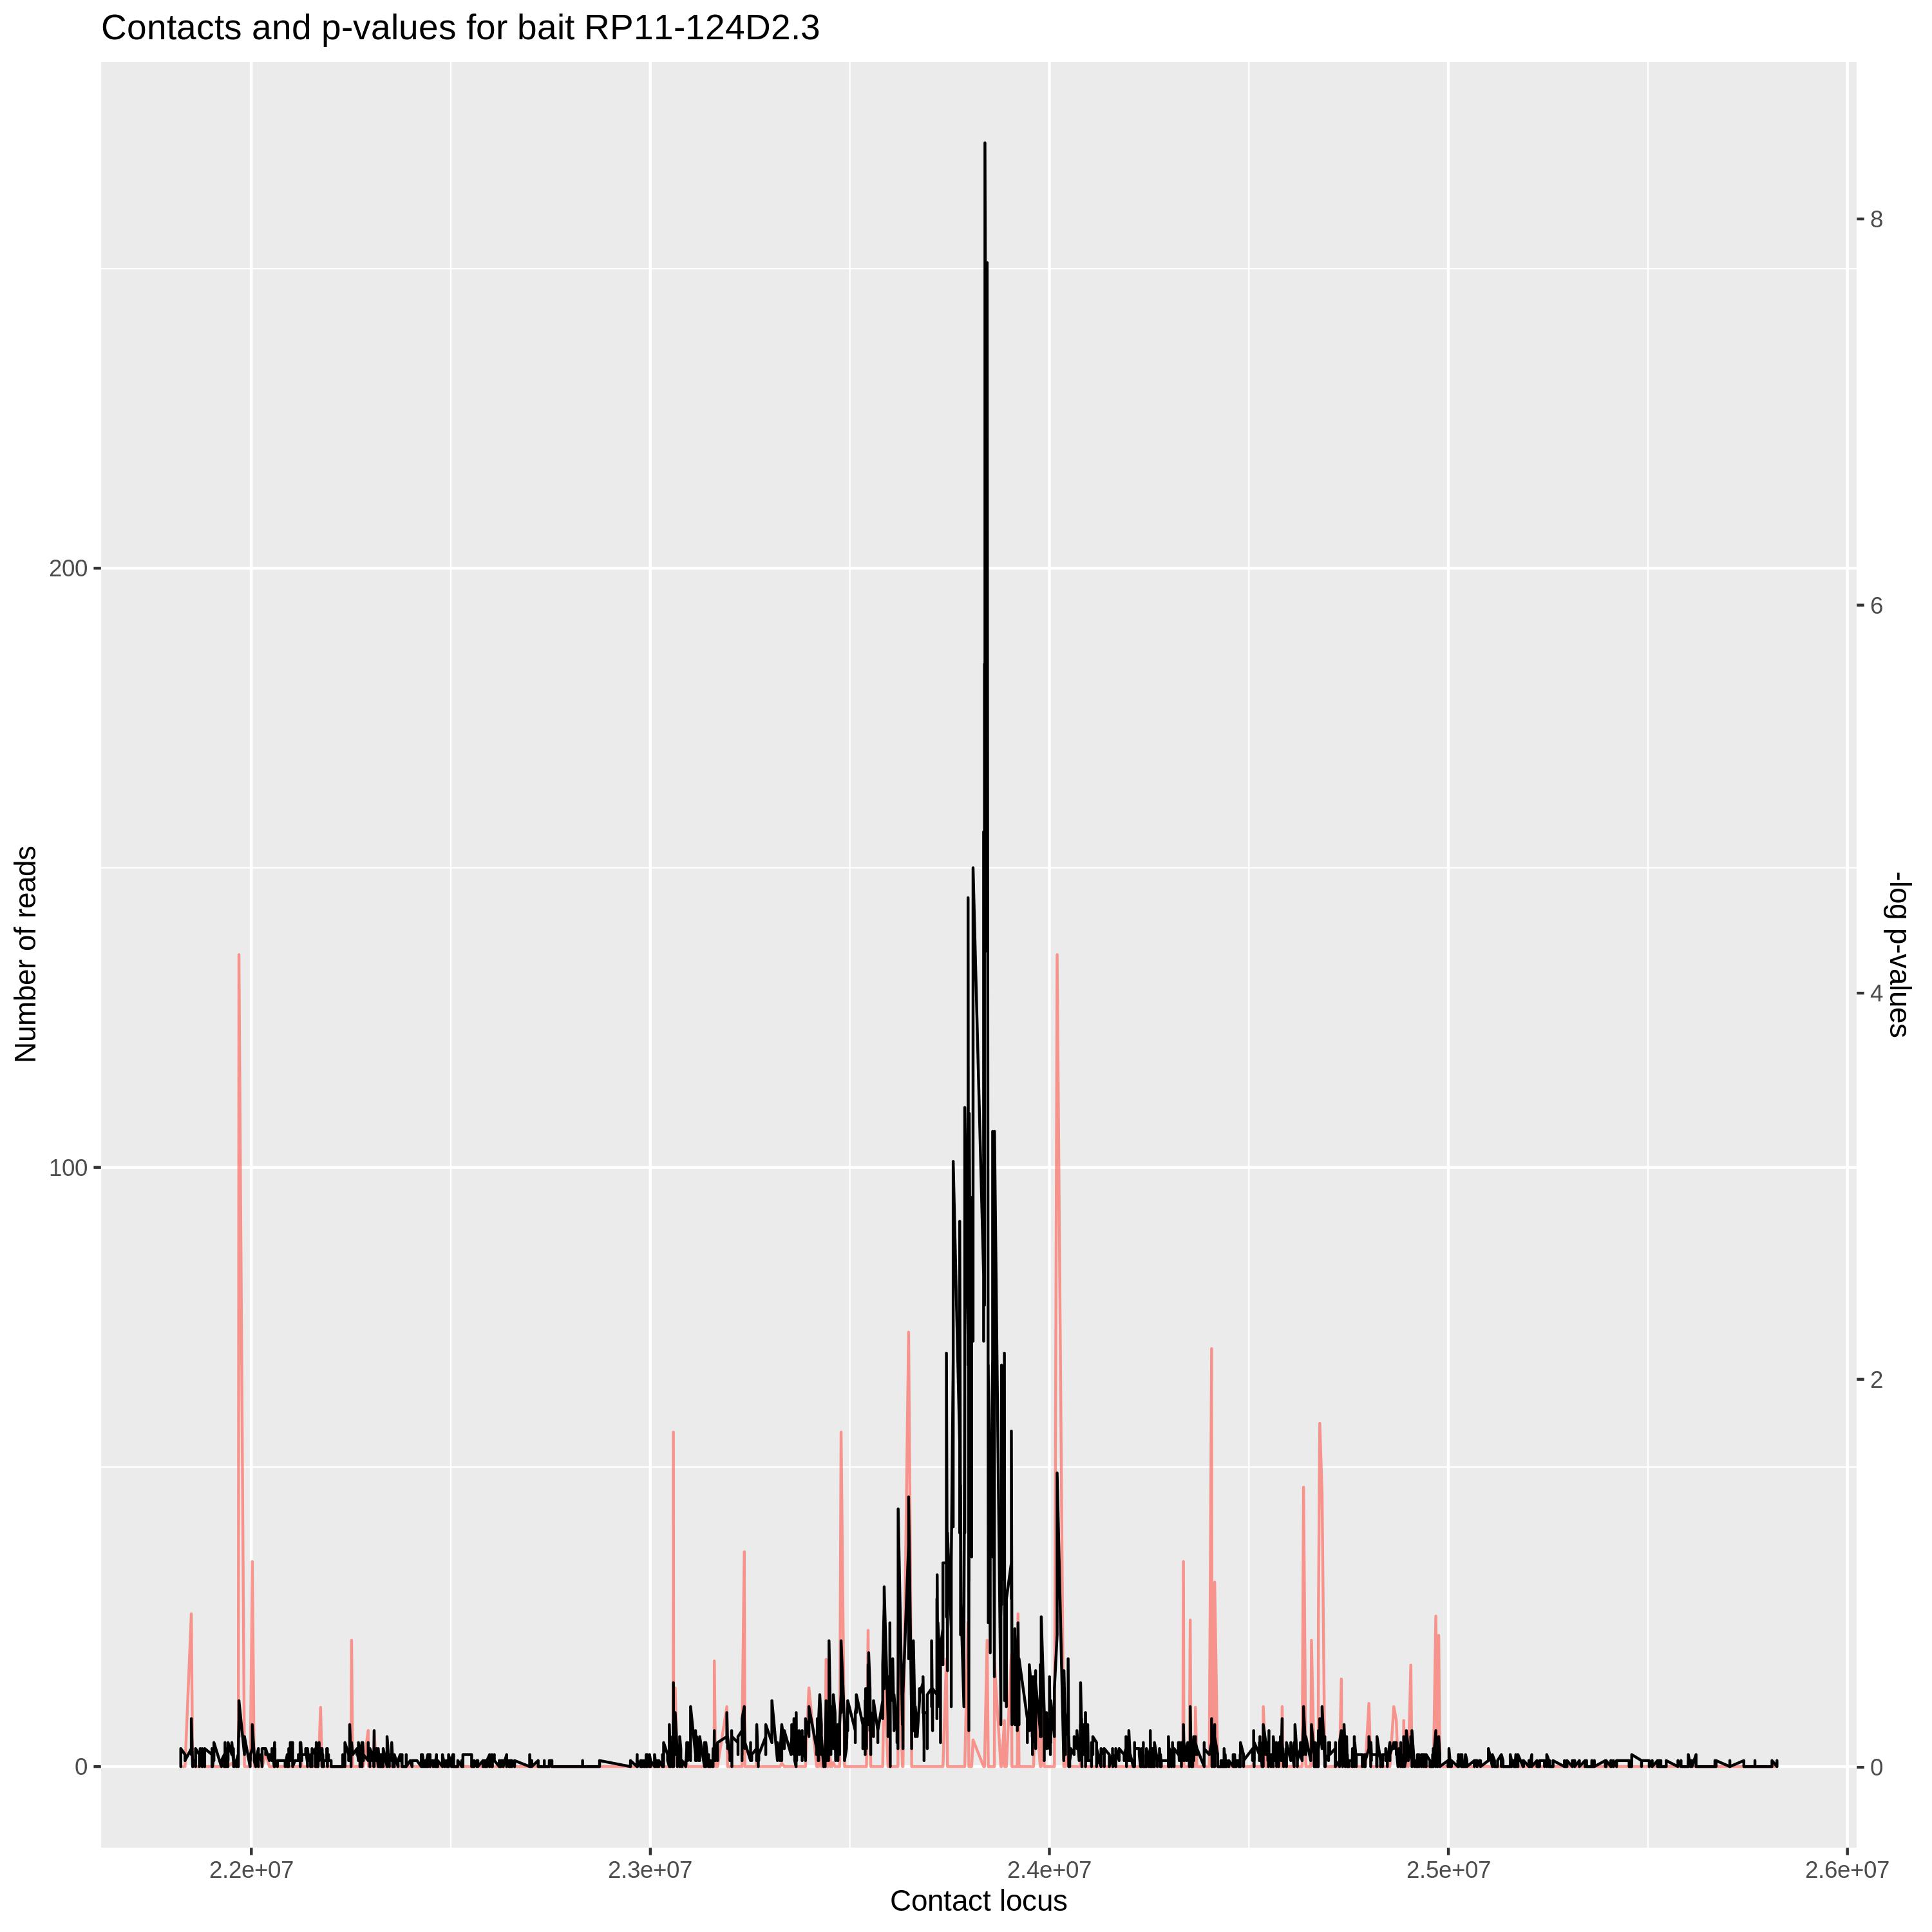 Contacts and p-values for bait RP11-124D2.3
Number of reads
200
100
0
8
6
4
2
0
-log p-values
2.2e+07 2.3e+07 2.4e+07 2.5e+07 2.6e+07
Contact locus